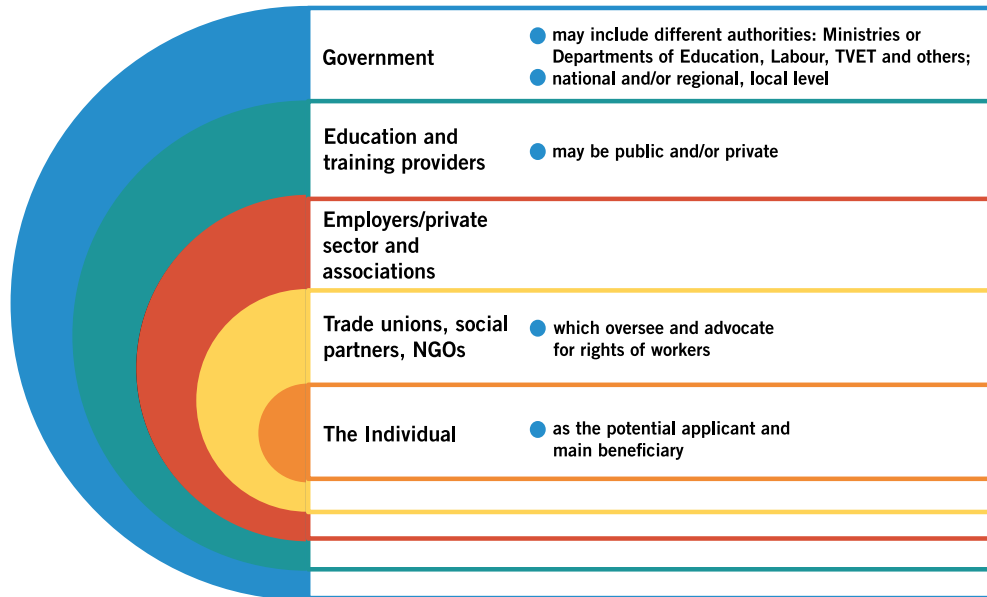 Government
may include different authorities: Ministries or
Departments of Education, Labour, TVET and others;
national and/or regional, local level
Education and
training providers
may be public and/or private
Employers/private
sector and
associations
Trade unions, social
partners, NGOs
which oversee and advocate
for rights of workers
The Individual
as the potential applicant and
main beneficiary